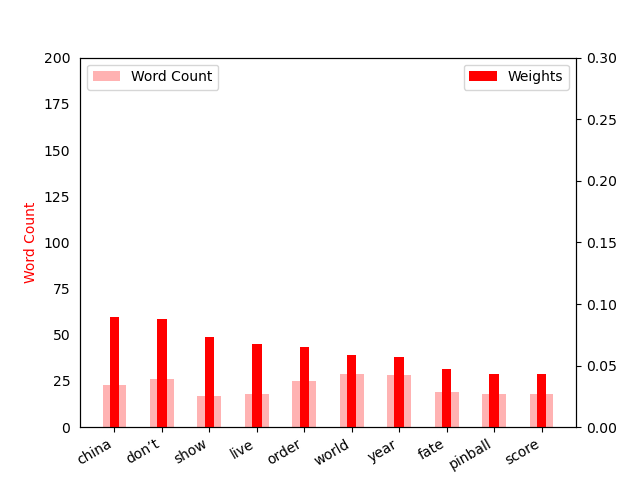 200
175
150
125
100
75
50
25
0
Word Count
Word Count
Weights
0.30
0.25
0.20
0.15
0.10
0.05
0.00
china
don’t
show
live
order
world
year
fate
pinball
score